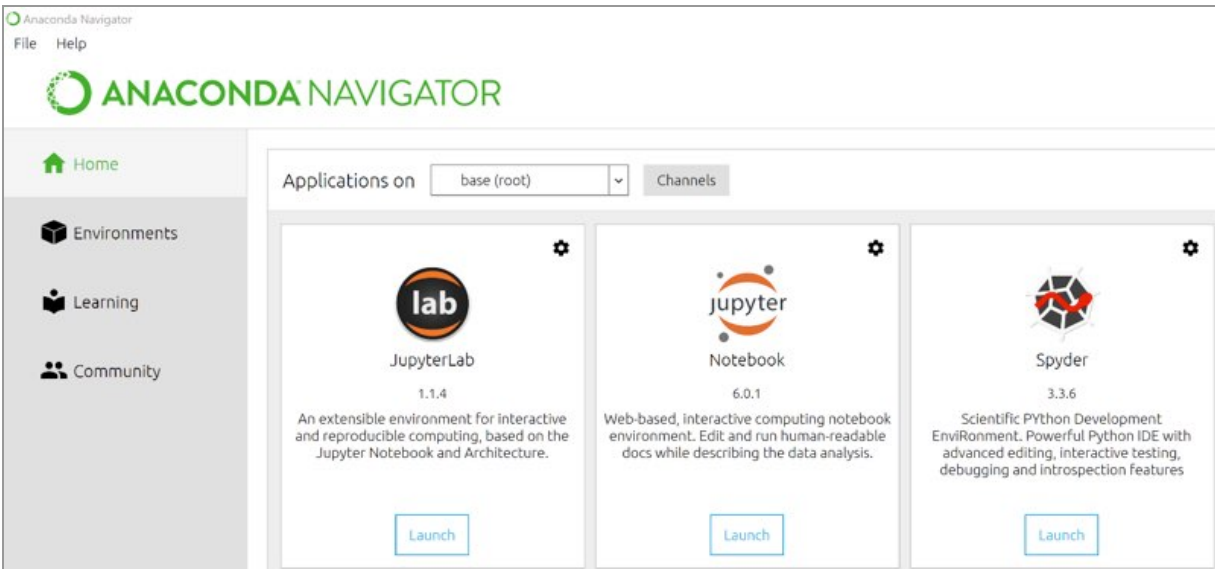 Anaconda Navigator
File Help
ANACONDA NAVIGATOR
Home
Environments
Learning
Community
Applications on base (root) Channels
lab
JupyterLab
1.1.4
An extensible environment for interactive
and reproducible computing, based on the
Jupyter Notebook and Architecture.
Launch
jupyter
Notebook
6.0.1
Web-based, interactive computing notebook
environment. Edit and run human-readable
docs while describing the data analysis.
Launch
Spyder
3.3.6
Scientific PYthon Development
EnviRonment. Powerful Python IDE with
advanced editing, interactive testing,
debugging and introspection features
Launch